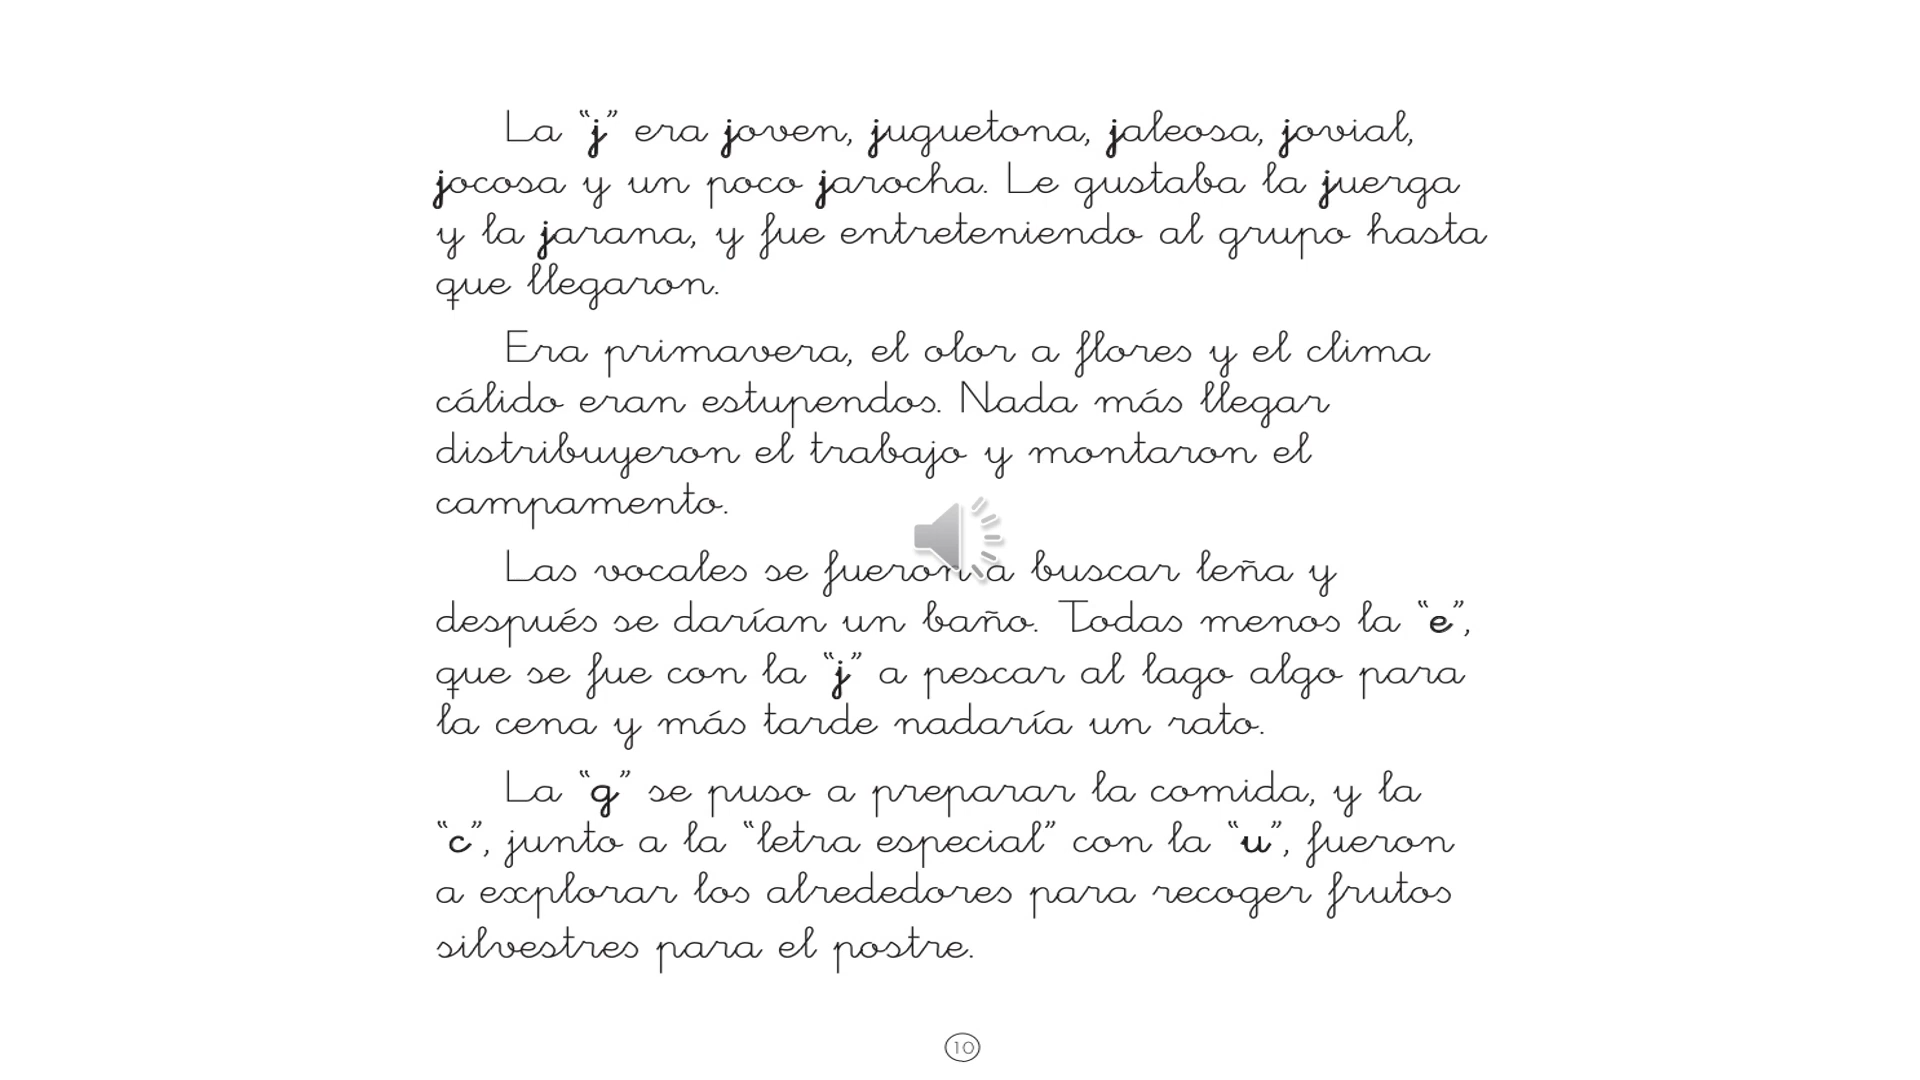 La “j” era joven, juguetona, jaleosa, jovial,
jocosa y un poco jarocha. Le gustaba la juerga
y la jarana, y fue entreteniendo al grupo hasta
que llegaron.
Era primavera, el olor a flores y el clima
cálido eran estupendos. Nada más llegar
distribuyeron el trabajo y montaron el
campamento.
Las vocales se fueron a buscar leña y
después se darían un baño. Todas menos la “e”,
que se fue con la “j” a pescar al lago algo para
la cena y más tarde nadaría un rato.
La “g” se puso a preparar la comida, y la
“c”, junto a la “letra especial” con la “u”, fueron
a explorar los alrededores para recoger frutos
silvestres para el postre.
10